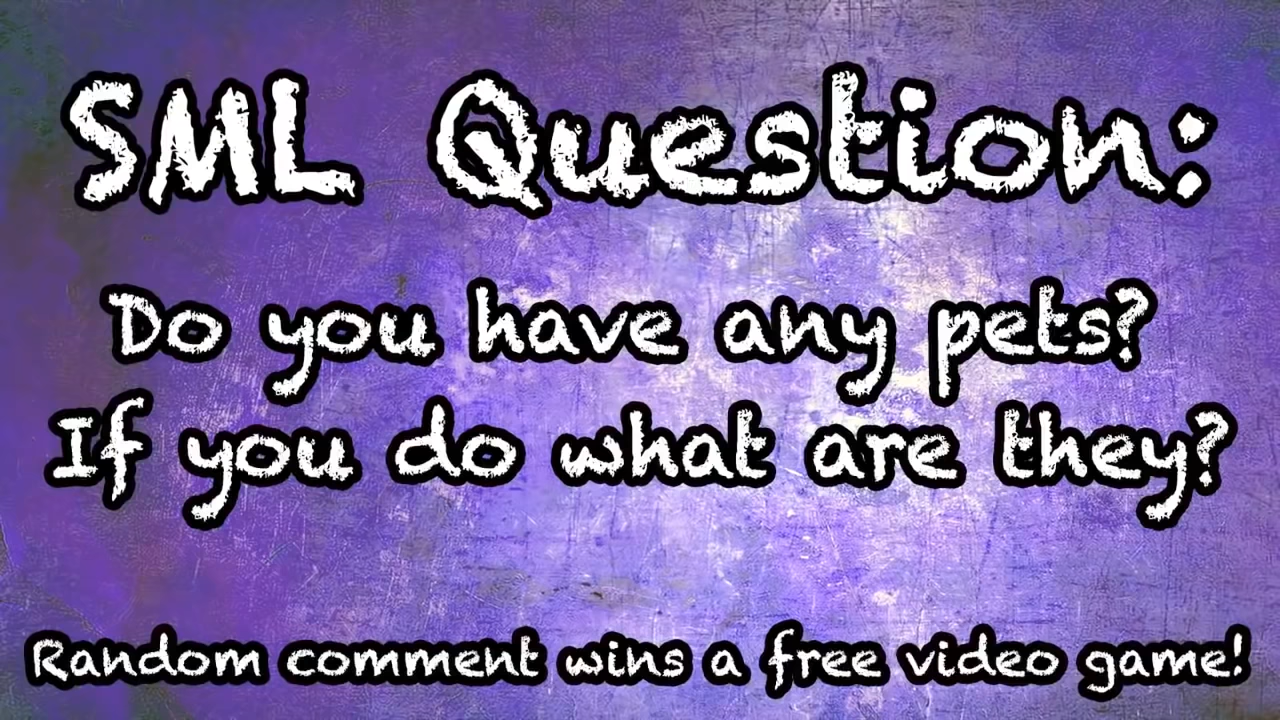 SML Question:
Do you have any pets?
If you do what are they?
Random comment wins a free video game!